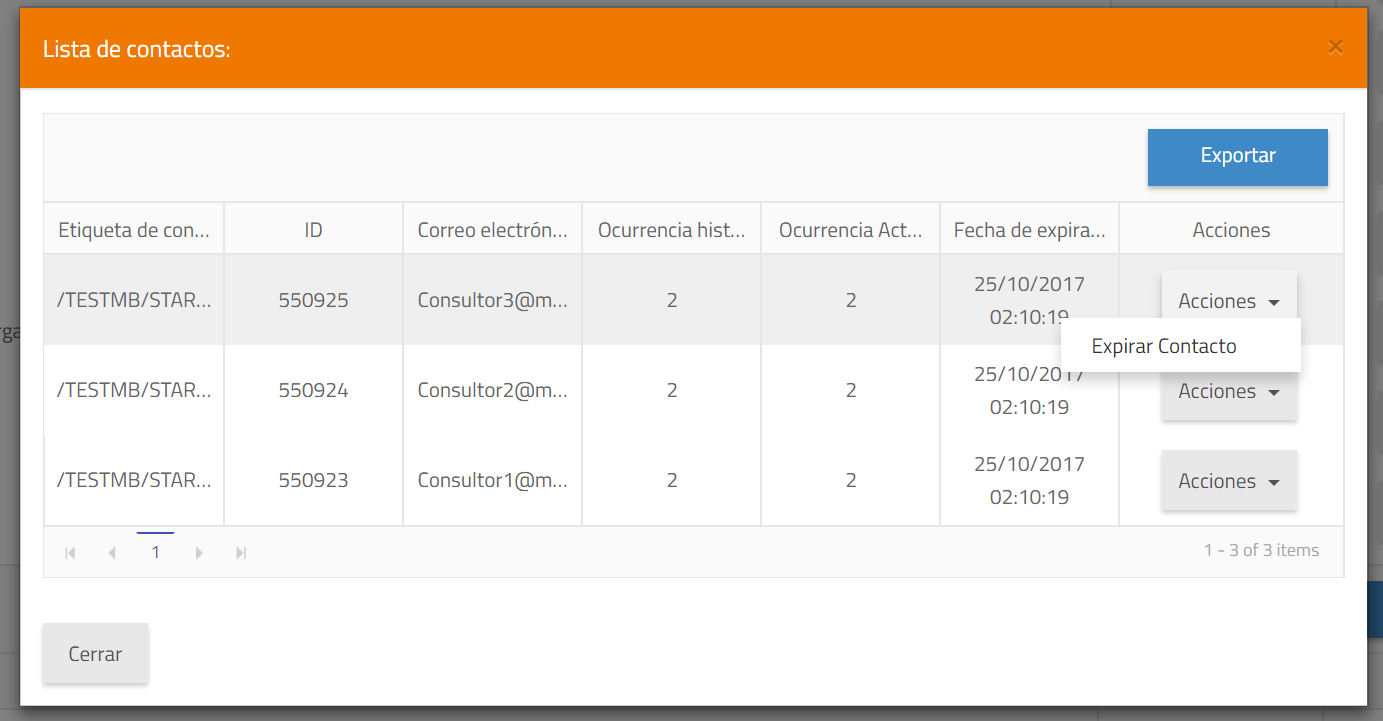 Lista de contactos:
×
Exportar
Etiqueta de con... ID Correo electrón... Ocurrencia hist... Ocurrencia Act... Fecha de expira... Acciones
/TESTMB/STAR... 550925 Consultor3@m... 2 2 25/10/2017 02:10:19 Acciones
Expirar Contacto
/TESTMB/STAR... 550924 Consultor2@m... 2 2 25/10/2017 02:10:19 Acciones
/TESTMB/STAR... 550923 Consultor1@m... 2 2 25/10/2017 02:10:19 Acciones
1
1 - 3 of 3 items
Cerrar